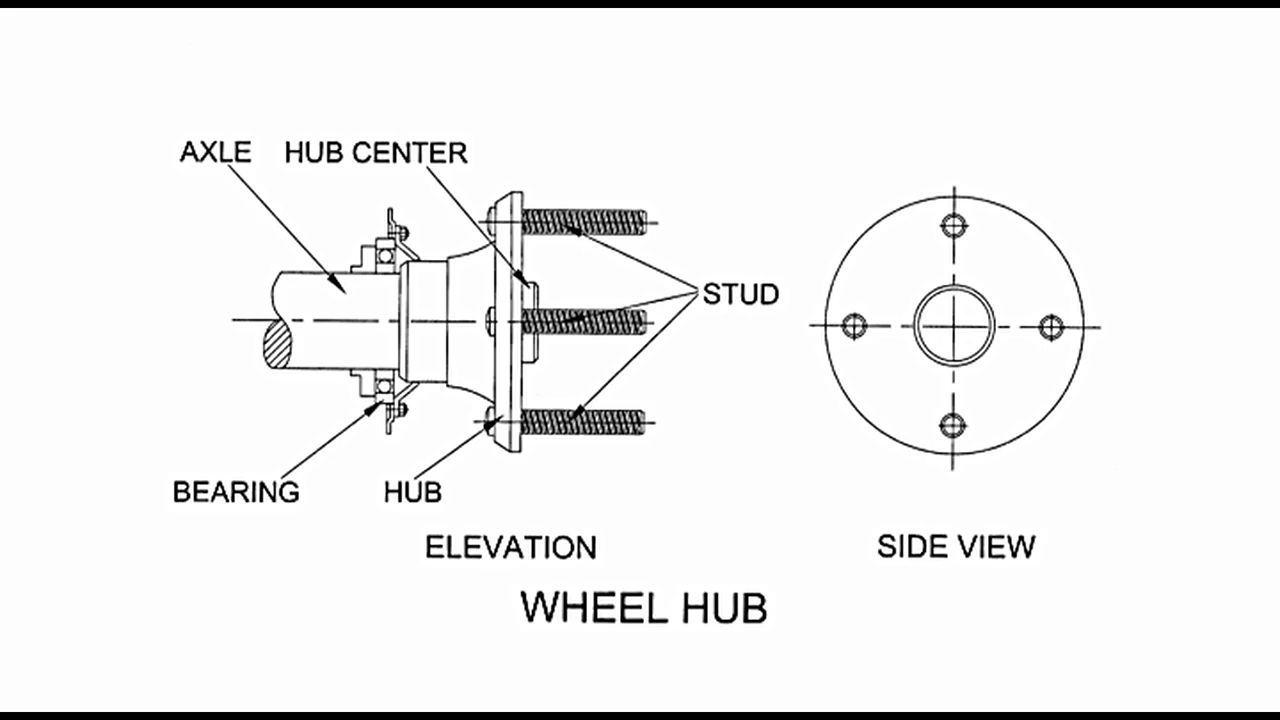 AXLE
HUB CENTER
STUD
BEARING
HUB
ELEVATION
SIDE VIEW
WHEEL HUB